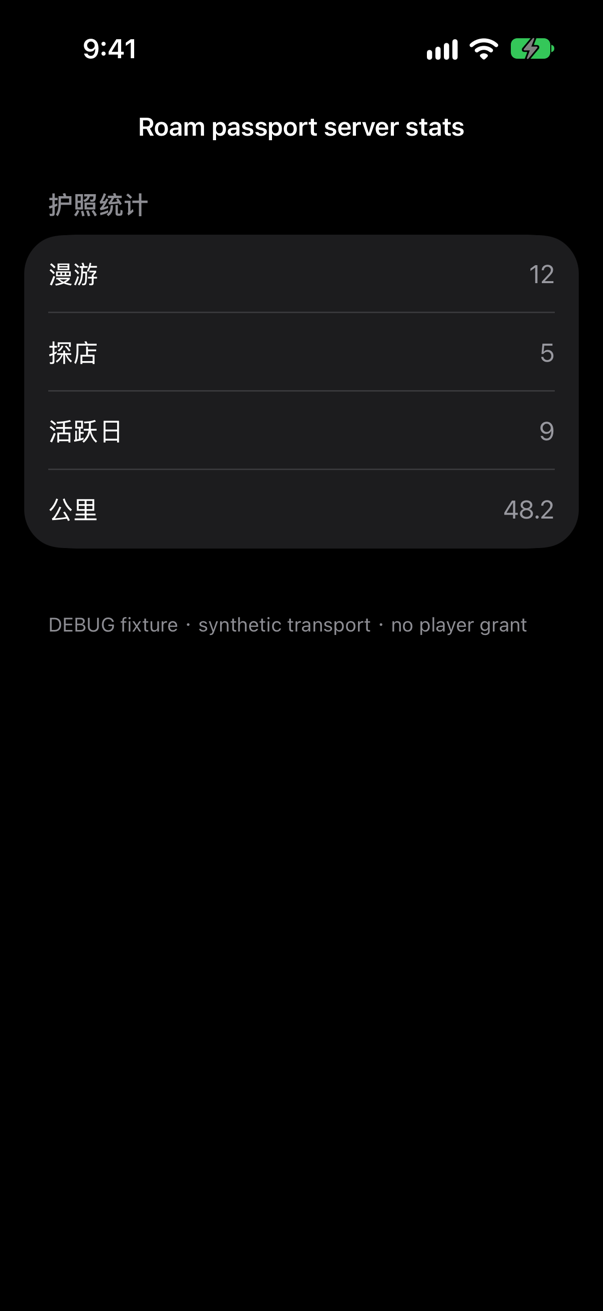 9:41
Roam passport server stats
护照统计
漫游 12
探店 5
活跃日 9
公里 48.2
DEBUG fixture · synthetic transport · no player grant